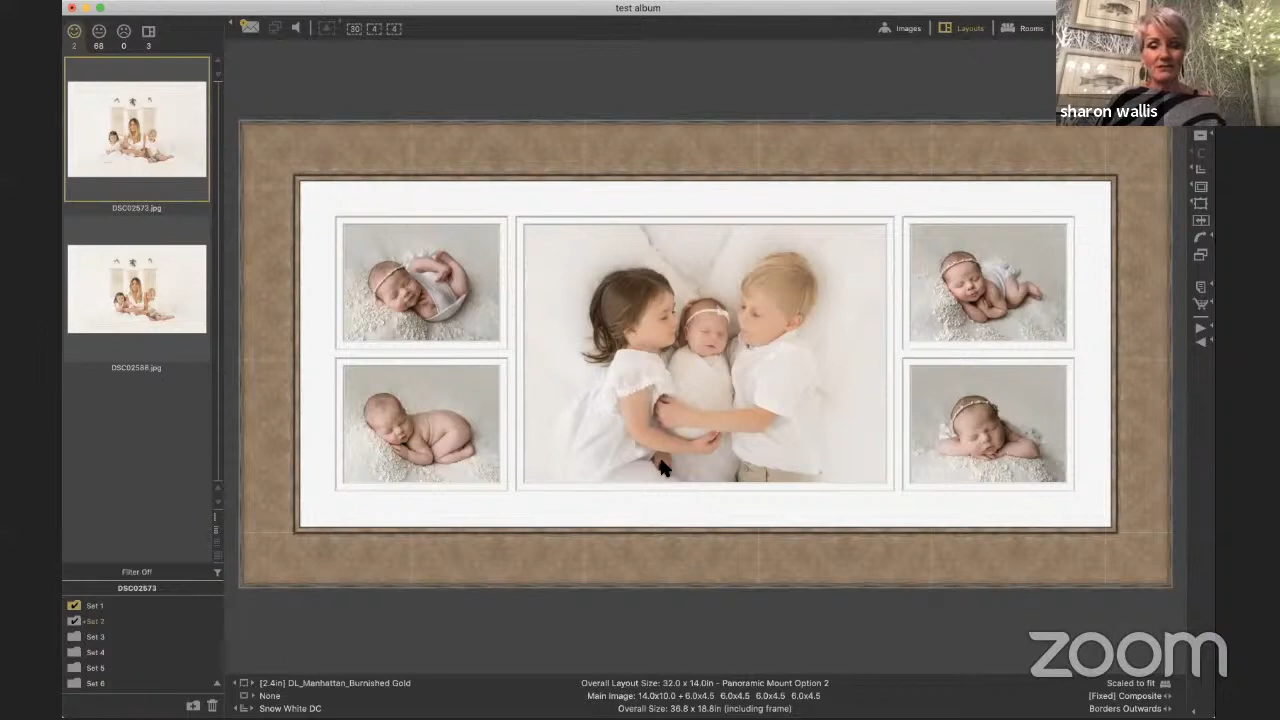 test album
2
68
0
3
30
4
4
Images
Layouts
Rooms
sharon wallis
DSC02573.jpg
DSC02588.jpg
Filter Off
DSC02573
Set 1
+Set 2
Set 3
Set 4
Set 5
Set 6
[2.4in] DL_Manhattan_Burnished Gold
None
Snow White DC
Overall Layout Size: 32.0 x 14.0in - Panoramic Mount Option 2
Main Image: 14.0x10.0 + 6.0x4.5 6.0x4.5 6.0x4.5 6.0x4.5
Overall Size: 36.8 x 18.8in (including frame)
Scaled to fit
[Fixed] Composite
Borders Outwards
zoom